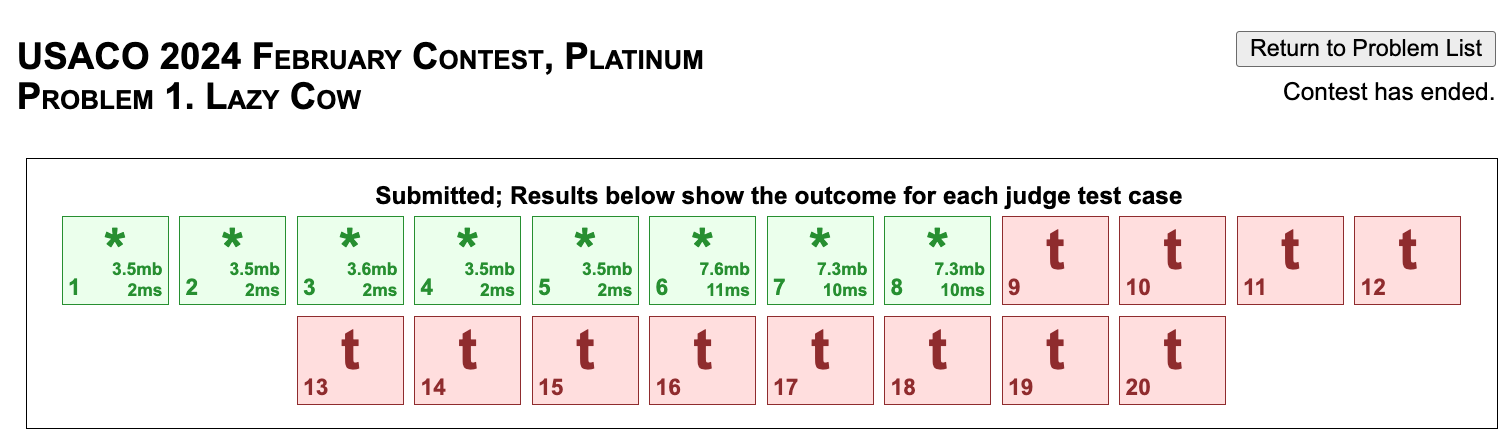 USACO 2024 February Contest, Platinum
Problem 1. Lazy Cow
Return to Problem List
Contest has ended.
Submitted; Results below show the outcome for each judge test case
* 3.5mb 1 2ms
* 3.5mb 2 2ms
* 3.6mb 3 2ms
* 3.5mb 4 2ms
* 3.5mb 5 2ms
* 7.6mb 6 11ms
* 7.3mb 7 10ms
* 7.3mb 8 10ms
t 9
t 10
t 11
t 12
t 13
t 14
t 15
t 16
t 17
t 18
t 19
t 20